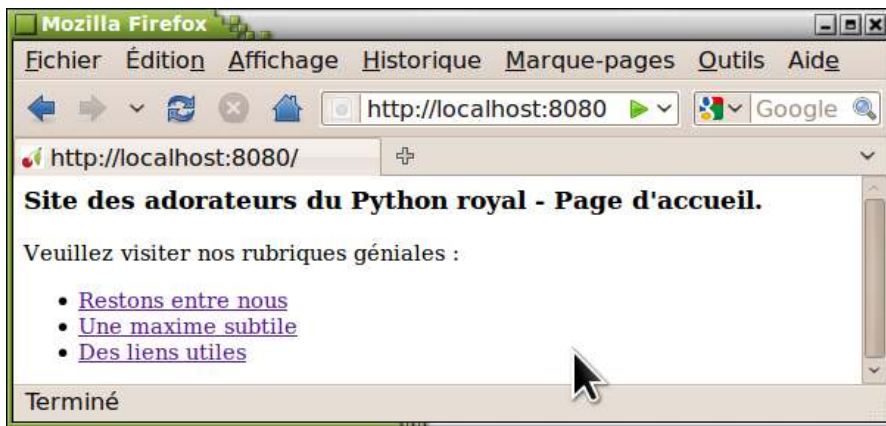 Mozilla Firefox
Fichier Édition Affichage Historique Marque-pages Outils Aide
http://localhost:8080 Google
http://localhost:8080/
Site des adorateurs du Python royal - Page d'accueil.
Veuillez visiter nos rubriques géniales :
• Restons entre nous
• Une maxime subtile
• Des liens utiles
Terminé